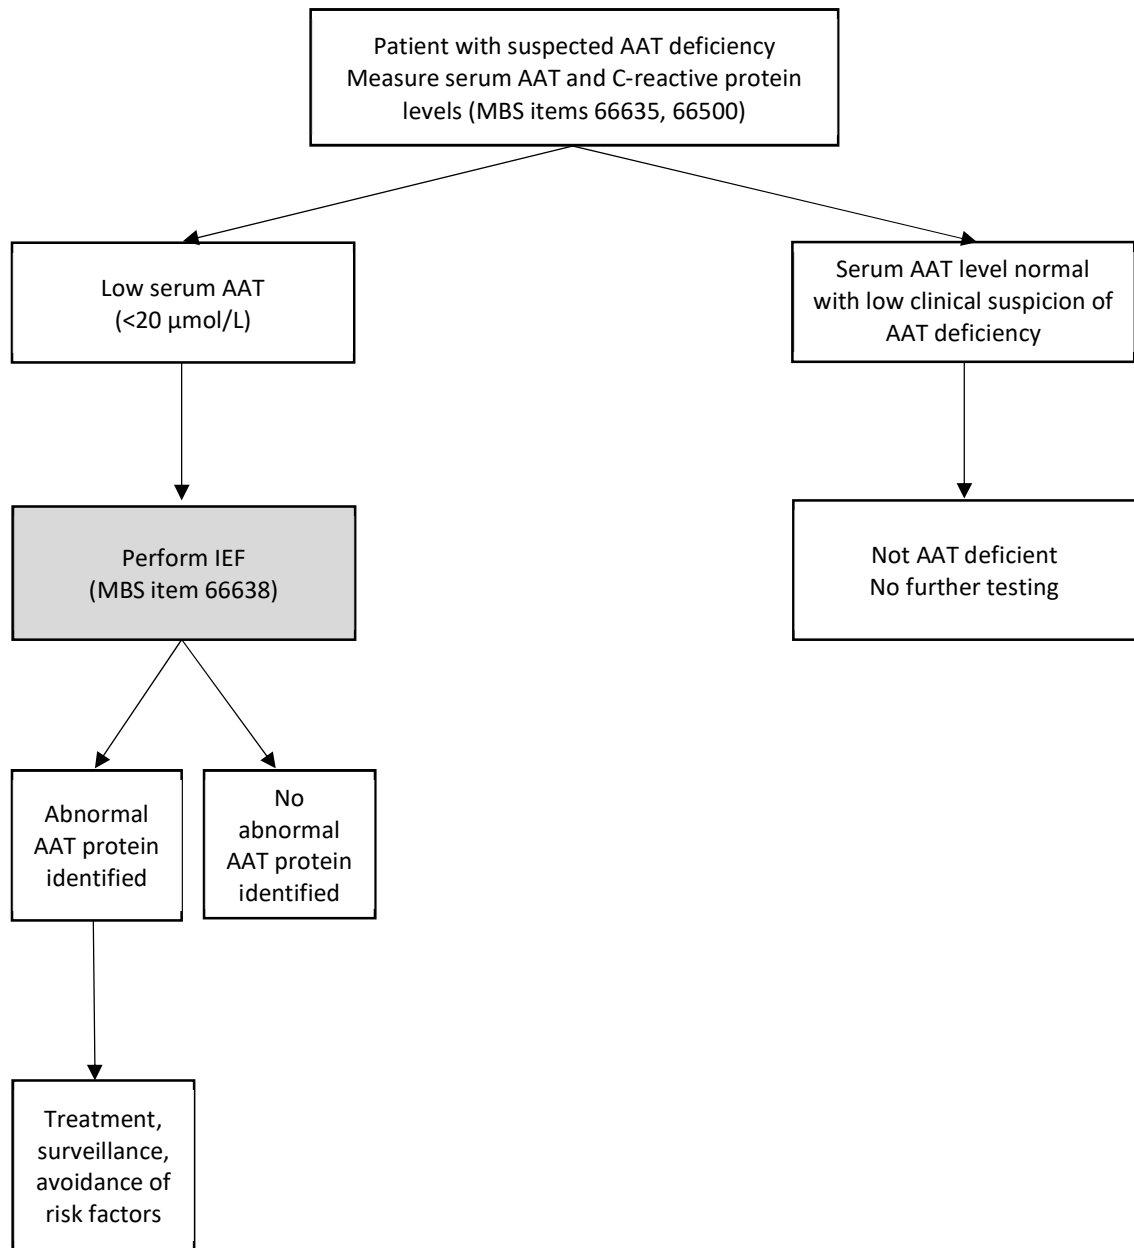 Patient with suspected AAT deficiency
Measure serum AAT and C-reactive protein
levels (MBS items 66635, 66500)
Low serum AAT
(<20 μmol/L)
Serum AAT level normal
with low clinical suspicion of
AAT deficiency
Perform IEF
(MBS item 66638)
Not AAT deficient
No further testing
Abnormal
AAT protein
identified
No
abnormal
AAT protein
identified
Treatment,
surveillance,
avoidance of
risk factors